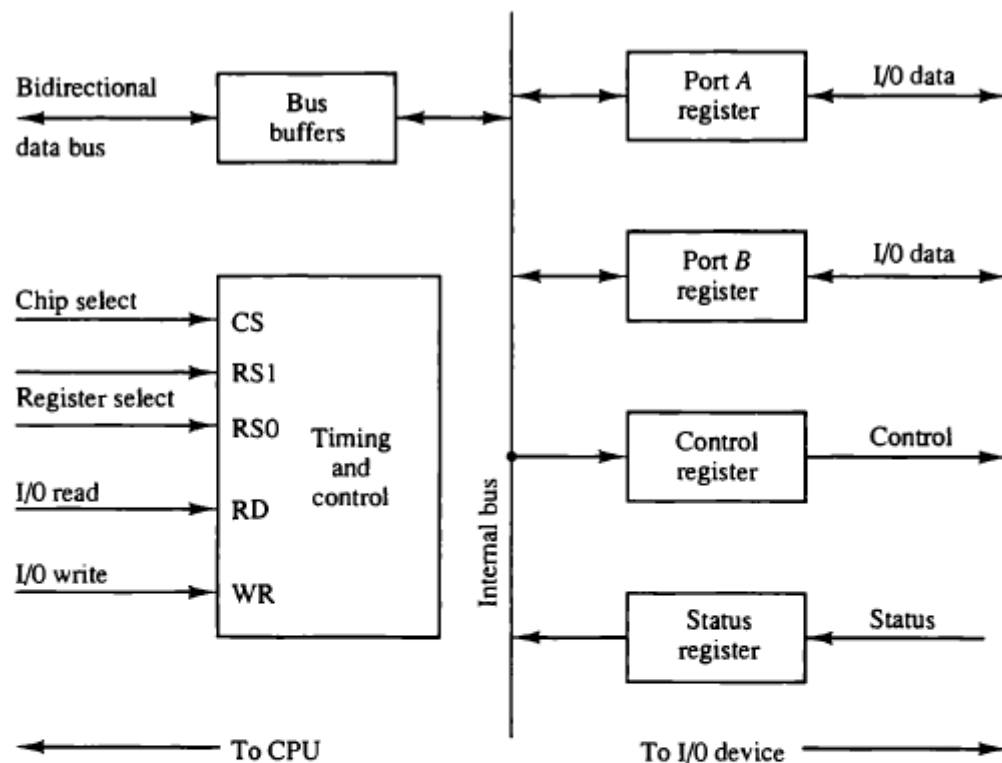 Bidirectional
data bus
Bus
buffers
Chip select
Register select
I/0 read
I/0 write
CS
RS1
RS0
RD
WR
Timing
and
control
Internal bus
Port A
register
I/0 data
Port B
register
I/0 data
Control
register
Control
Status
register
Status
To CPU
To I/0 device